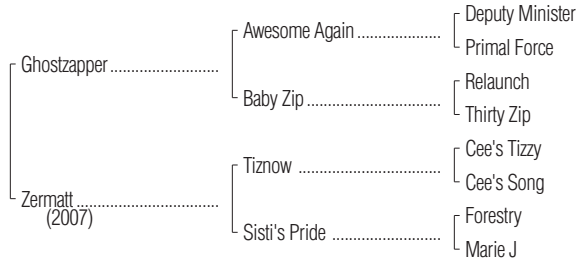 Deputy Minister
Awesome Again ..................
Primal Force
Ghostzapper ........................
Relaunch
Baby Zip ............................
Thirty Zip
Cee's Tizzy
Tiznow ..............................
Cee's Song
Zermatt ................................
(2007)
Forestry
Sisti's Pride ........................
Marie J